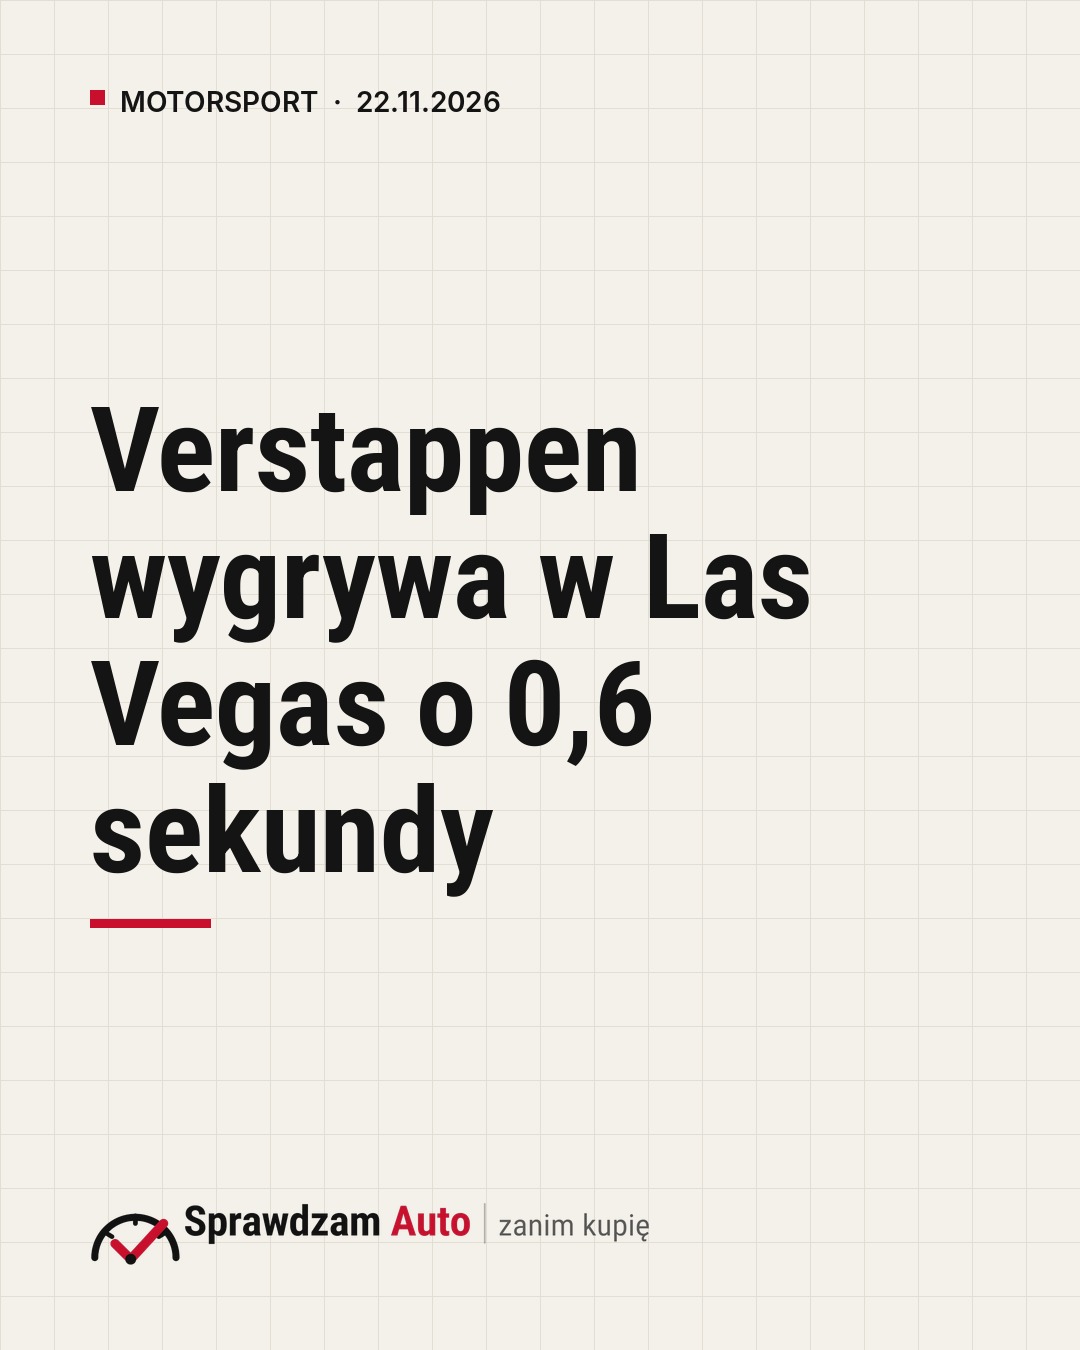 MOTORSPORT · 22.11.2026
Verstappen
wygrywa w Las
Vegas o 0,6
sekundy
Sprawdzam Auto | zanim kupię